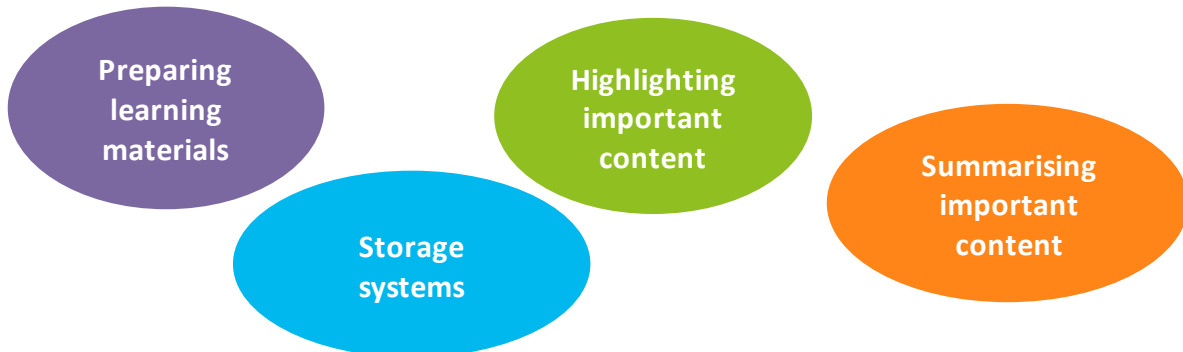 Preparing
learning
materials
Storage
systems
Highlighting
important
content
Summarising
important
content